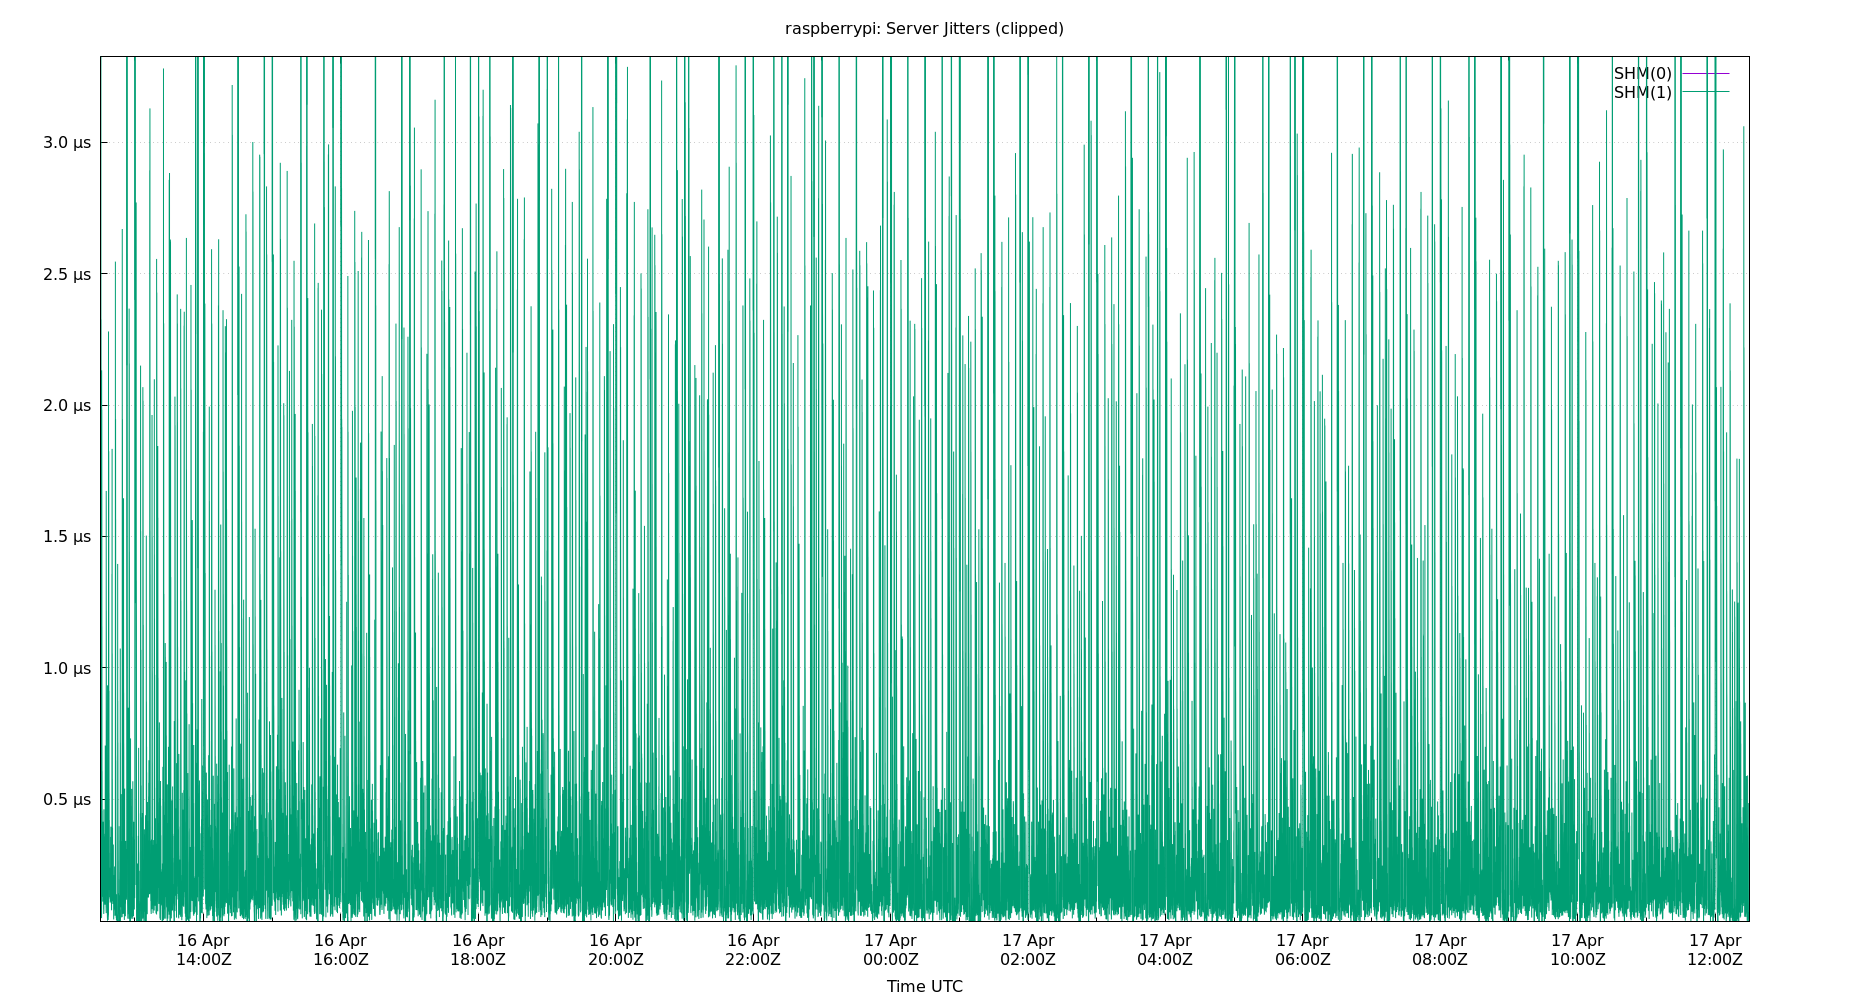 raspberrypi: Server Jitters (clipped)
SHM(0)
SHM(1)
3.0 µs
2.5 µs
2.0 µs
1.5 µs
1.0 µs
0.5 µs
16 Apr 16 Apr 16 Apr 16 Apr 16 Apr 17 Apr 17 Apr 17 Apr 17 Apr 17 Apr 17 Apr 17 Apr
14:00Z 16:00Z 18:00Z 20:00Z 22:00Z 00:00Z 02:00Z 04:00Z 06:00Z 08:00Z 10:00Z 12:00Z
Time UTC